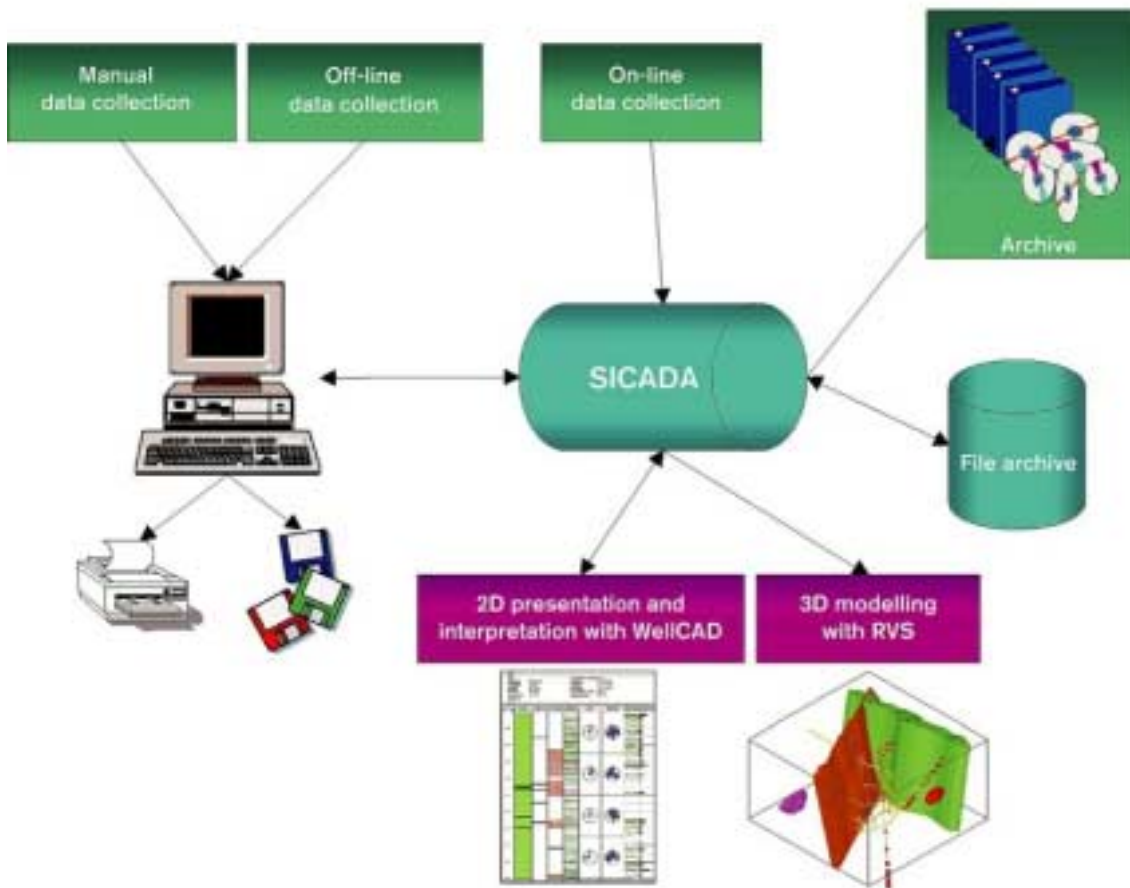 Manual
data collection
Off-line
data collection
On-line
data collection
Archive
SICADA
File archive
2D presentation and
interpretation with WellCAD
3D modelling
with RVS